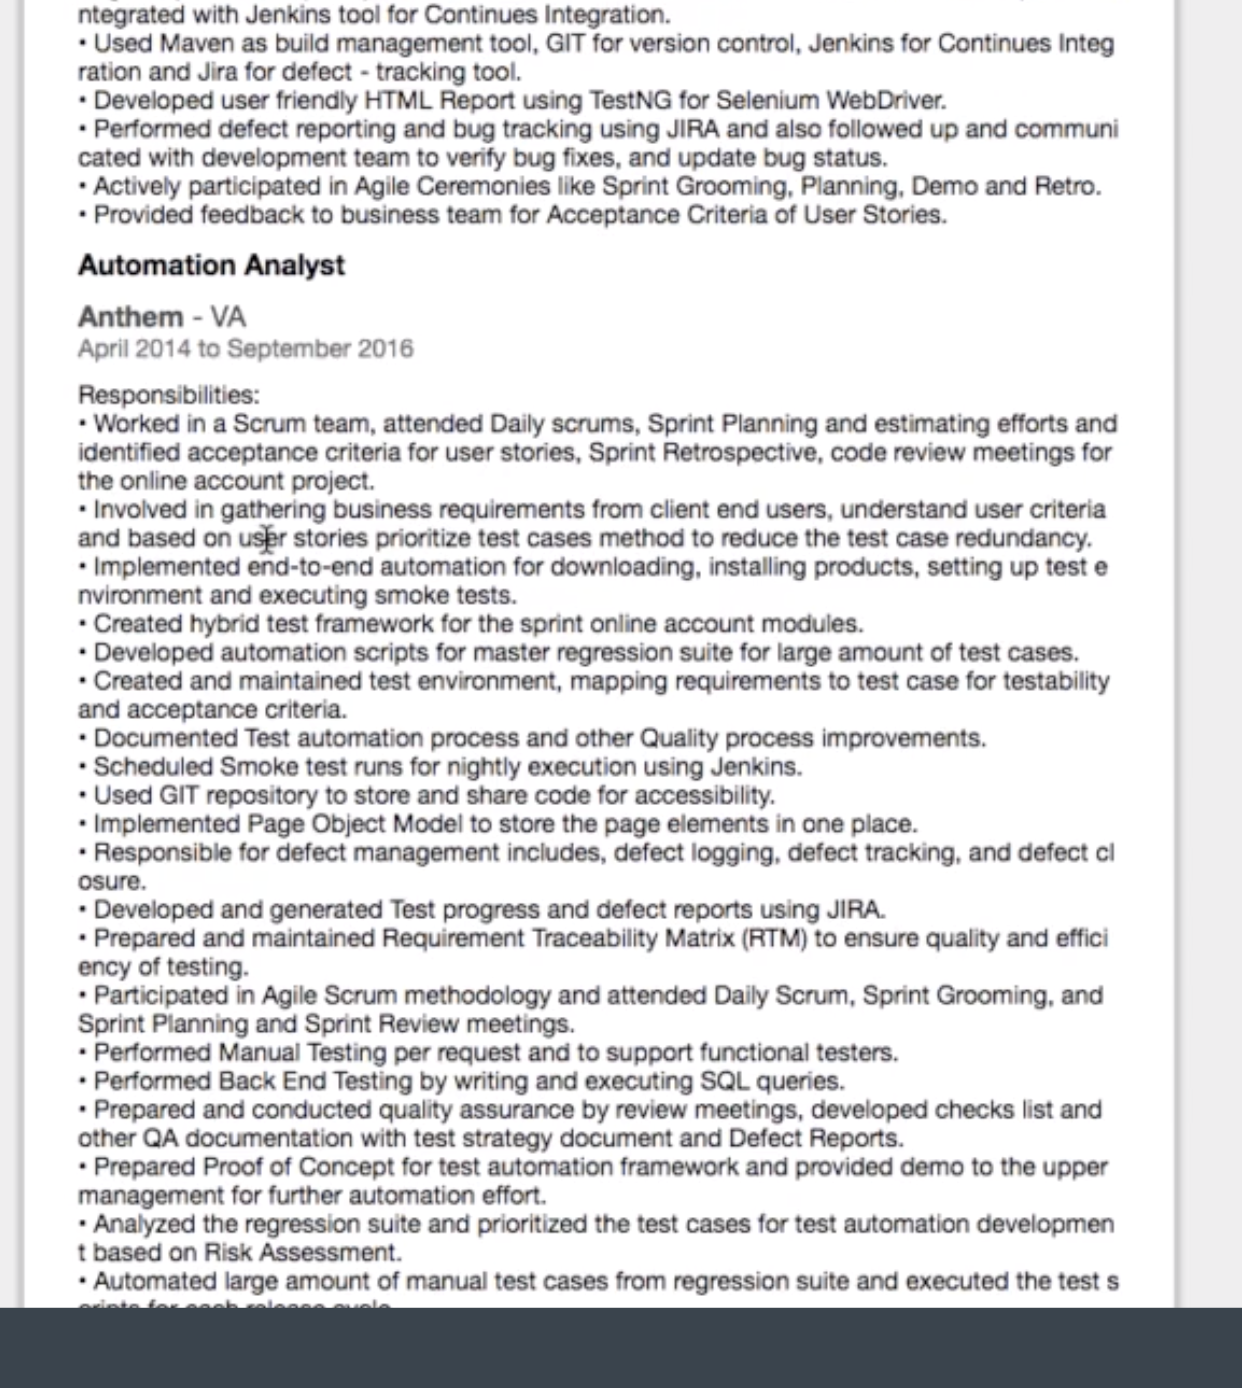 ntegrated with Jenkins tool for Continues Integration.
• Used Maven as build management tool, GIT for version control, Jenkins for Continues Integ
ration and Jira for defect - tracking tool.
• Developed user friendly HTML Report using TestNG for Selenium WebDriver.
• Performed defect reporting and bug tracking using JIRA and also followed up and communi
cated with development team to verify bug fixes, and update bug status.
• Actively participated in Agile Ceremonies like Sprint Grooming, Planning, Demo and Retro.
• Provided feedback to business team for Acceptance Criteria of User Stories.
Automation Analyst
Anthem - VA
April 2014 to September 2016
Responsibilities:
• Worked in a Scrum team, attended Daily scrums, Sprint Planning and estimating efforts and
identified acceptance criteria for user stories, Sprint Retrospective, code review meetings for
the online account project.
• Involved in gathering business requirements from client end users, understand user criteria
and based on user stories prioritize test cases method to reduce the test case redundancy.
• Implemented end-to-end automation for downloading, installing products, setting up test e
nvironment and executing smoke tests.
• Created hybrid test framework for the sprint online account modules.
• Developed automation scripts for master regression suite for large amount of test cases.
• Created and maintained test environment, mapping requirements to test case for testability
and acceptance criteria.
• Documented Test automation process and other Quality process improvements.
• Scheduled Smoke test runs for nightly execution using Jenkins.
• Used GIT repository to store and share code for accessibility.
• Implemented Page Object Model to store the page elements in one place.
• Responsible for defect management includes, defect logging, defect tracking, and defect cl
osure.
• Developed and generated Test progress and defect reports using JIRA.
• Prepared and maintained Requirement Traceability Matrix (RTM) to ensure quality and effici
ency of testing.
• Participated in Agile Scrum methodology and attended Daily Scrum, Sprint Grooming, and
Sprint Planning and Sprint Review meetings.
• Performed Manual Testing per request and to support functional testers.
• Performed Back End Testing by writing and executing SQL queries.
• Prepared and conducted quality assurance by review meetings, developed checks list and
other QA documentation with test strategy document and Defect Reports.
• Prepared Proof of Concept for test automation framework and provided demo to the upper
management for further automation effort.
• Analyzed the regression suite and prioritized the test cases for test automation developmen
t based on Risk Assessment.
• Automated large amount of manual test cases from regression suite and executed the test s
cripts for each release cycle.